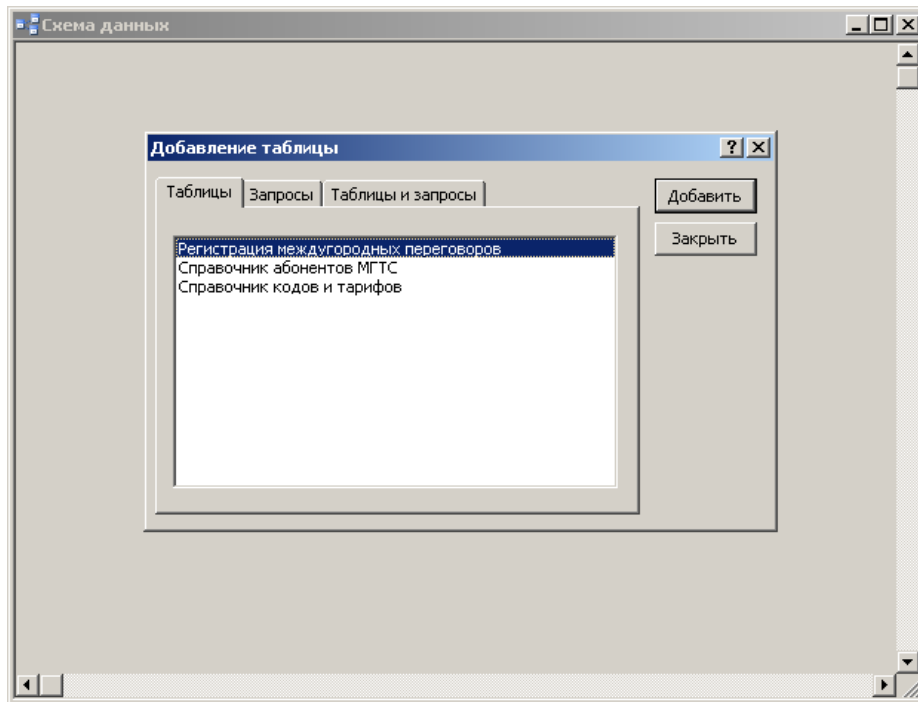 Схема данных
Добавление таблицы
Таблицы Запросы Таблицы и запросы
Добавить
Закрыть
Регистрация междугородных переговоров
Справочник абонентов МГТС
Справочник кодов и тарифов